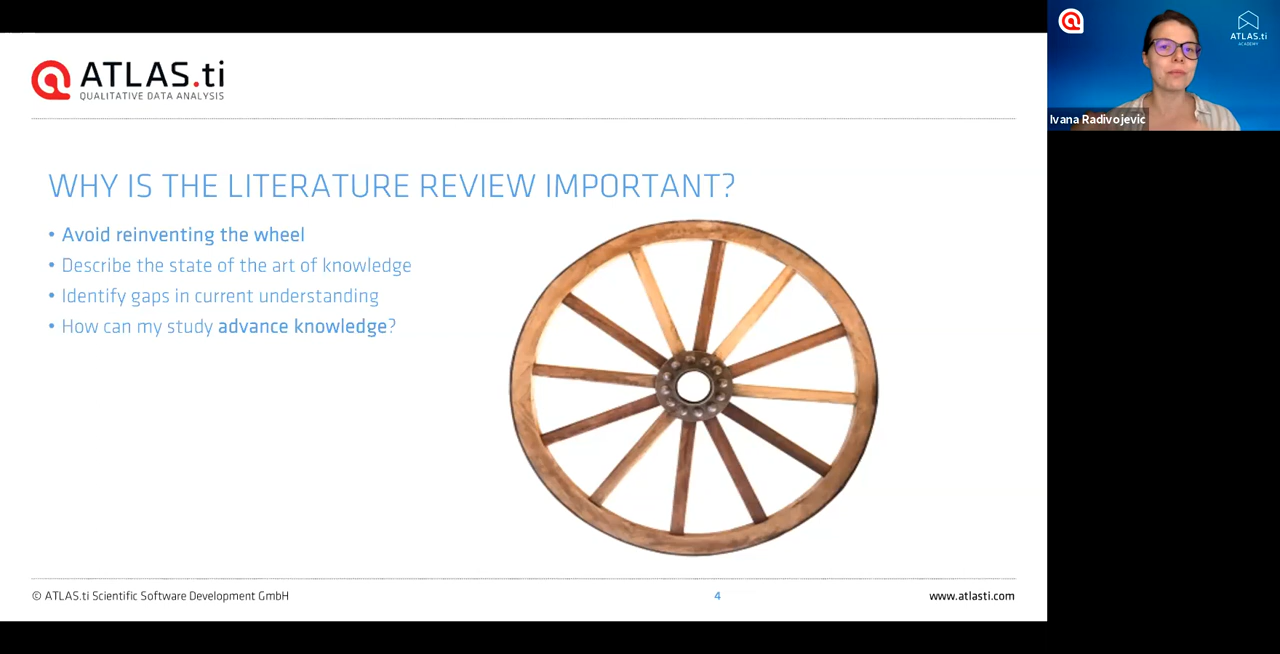 ATLAS.ti
QUALITATIVE DATA ANALYSIS
ATLAS.ti
ACADEMY
Ivana Radivojevic
WHY IS THE LITERATURE REVIEW IMPORTANT?
• Avoid reinventing the wheel
• Describe the state of the art of knowledge
• Identify gaps in current understanding
• How can my study advance knowledge?
© ATLAS.ti Scientific Software Development GmbH
4
www.atlasti.com